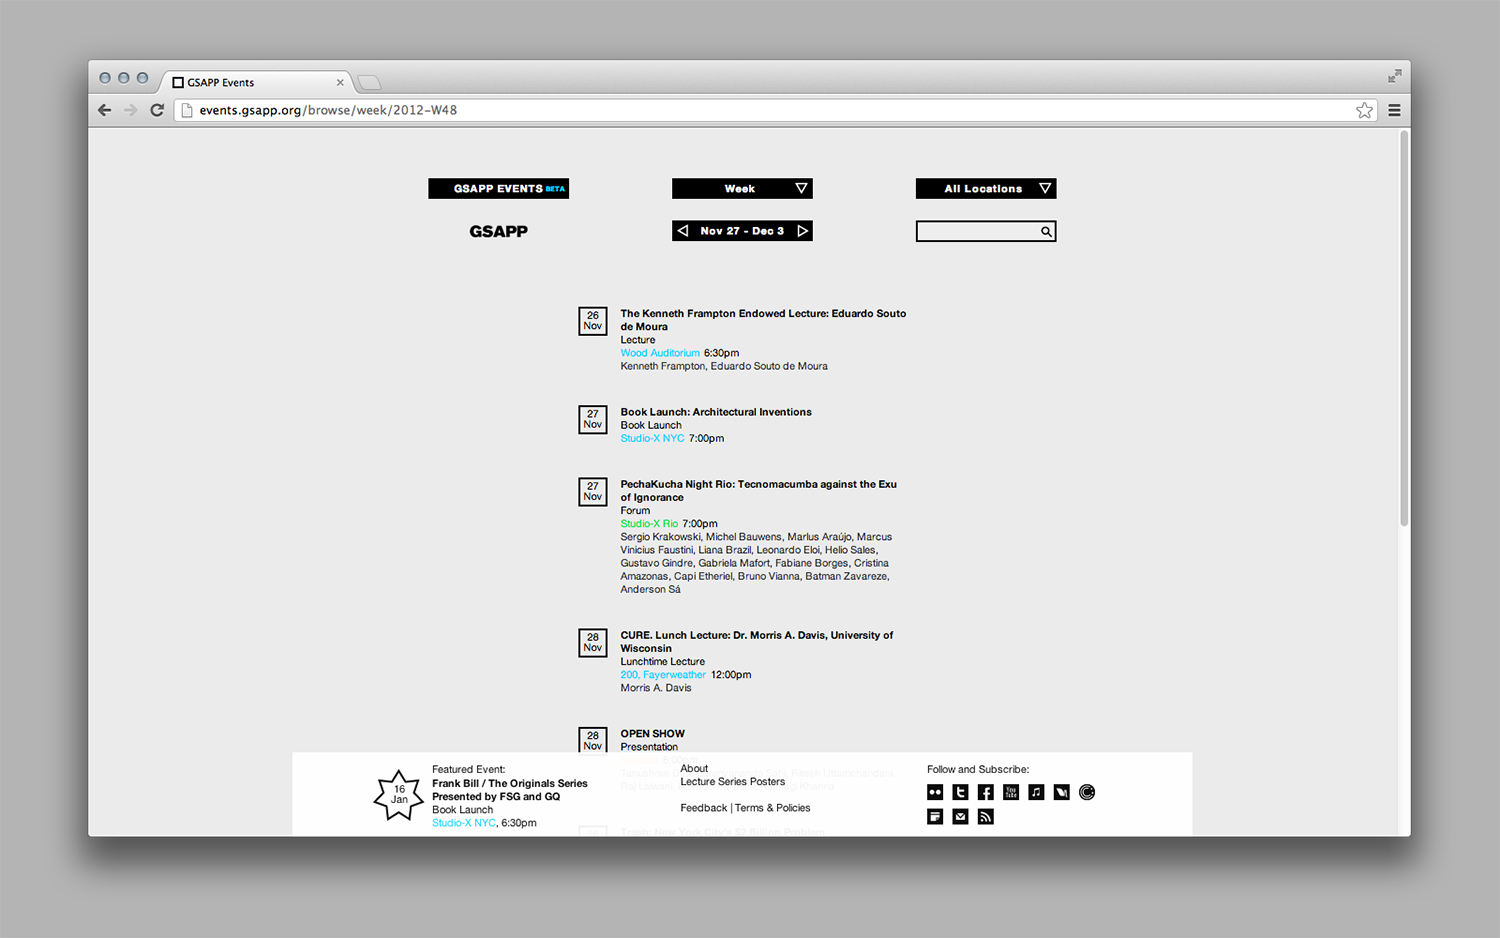 GSAPP Events
events.gsapp.org/browse/week/2012-W48
GSAPP EVENTS BETA
Week
All Locations
GSAPP
Nov 27 - Dec 3
26
Nov
The Kenneth Frampton Endowed Lecture: Eduardo Souto
de Moura
Lecture
Wood Auditorium 6:30pm
Kenneth Frampton, Eduardo Souto de Moura
27
Nov
Book Launch: Architectural Inventions
Book Launch
Studio-X NYC 7:00pm
27
Nov
PechaKucha Night Rio: Tecnomacumba against the Exu
of Ignorance
Forum
Studio-X Rio 7:00pm
Sergio Krakowski, Michel Bauwens, Marlus Araújo, Marcus
Vinicius Faustini, Liana Brazil, Leonardo Eloi, Helio Sales,
Gustavo Gindre, Gabriela Mafort, Fabiane Borges, Cristina
Amazonas, Capi Etheriel, Bruno Vianna, Batman Zavareze,
Anderson Sá
28
Nov
CURE. Lunch Lecture: Dr. Morris A. Davis, University of
Wisconsin
Lunchtime Lecture
200, Fayerweather 12:00pm
Morris A. Davis
28
Nov
OPEN SHOW
Presentation
16
Jan
Featured Event:
Frank Bill / The Originals Series
Presented by FSG and GQ
Book Launch
Studio-X NYC, 6:30pm
About
Lecture Series Posters
Feedback | Terms & Policies
Follow and Subscribe:
You
Tube